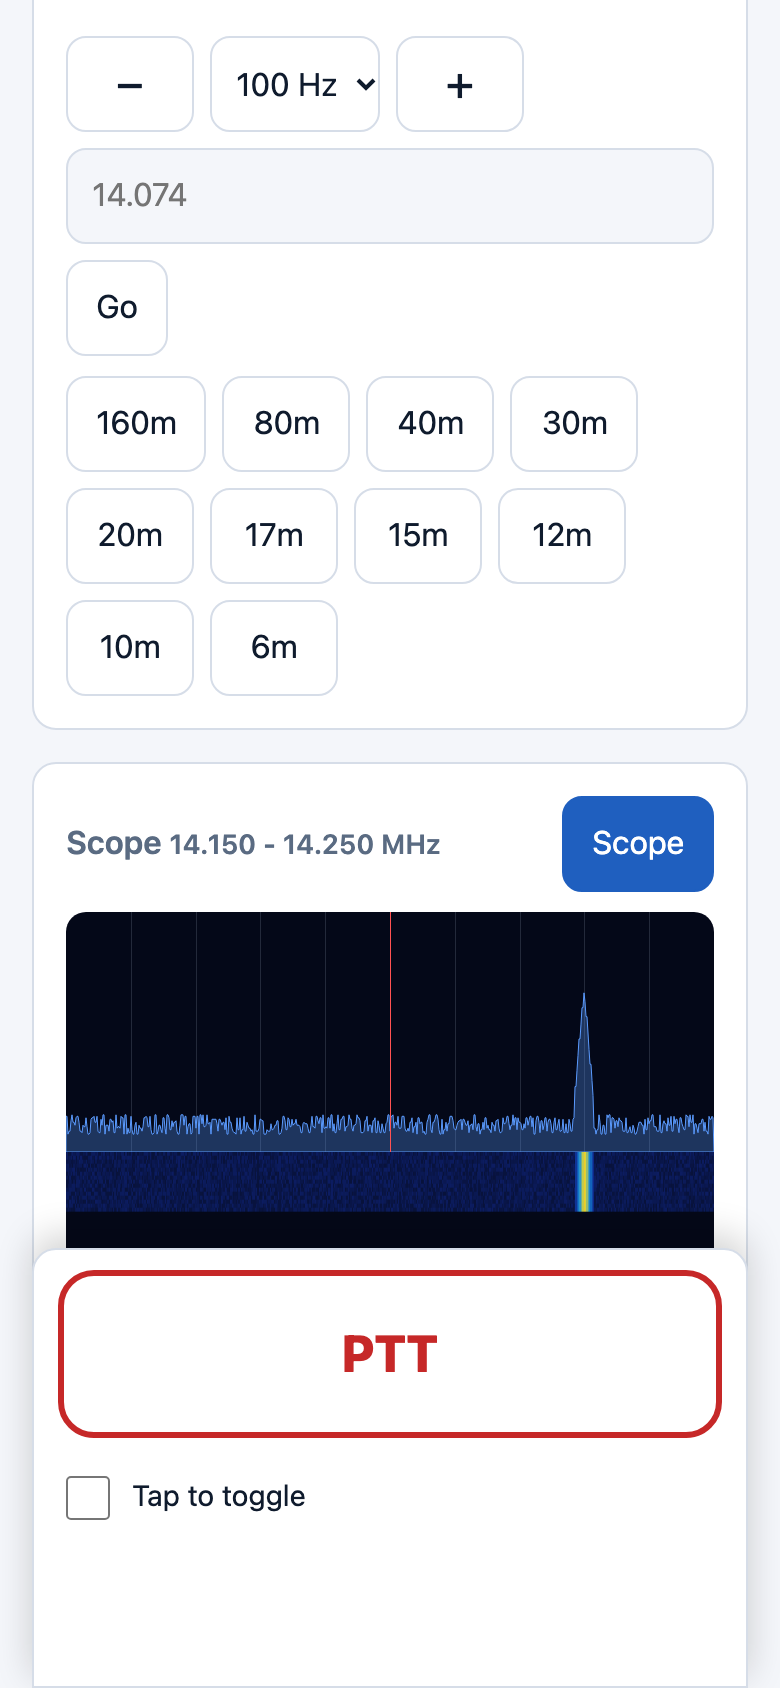 − 100 Hz +
14.074
Go
160m 80m 40m 30m
20m 17m 15m 12m
10m 6m
Scope 14.150 - 14.250 MHz Scope
PTT
Tap to toggle